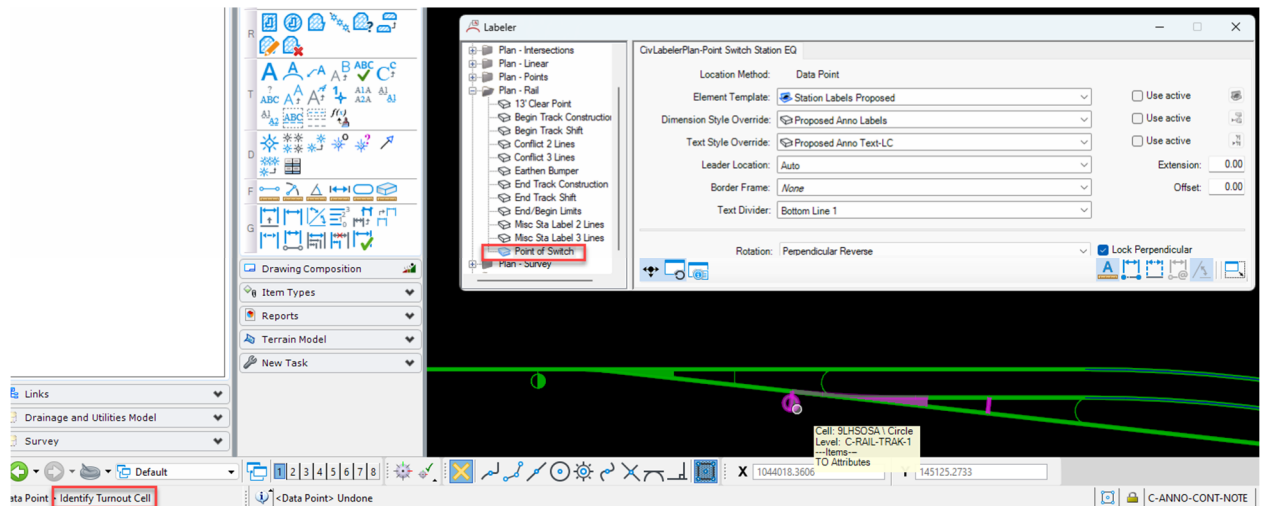 Labeler
Plan - Intersections
Plan - Linear
Plan - Points
Plan - Rail
13' Clear Point
Begin Track Constructior
Begin Track Shift
Conflict 2 Lines
Conflict 3 Lines
Earthen Bumper
End Track Construction
End Track Shift
End/Begin Limits
Misc Sta Label 2 Lines
Misc Sta Label 3 Lines
Point of Switch
Plan - Survey
CivLabelerPlan-Point Switch Station EQ
Location Method: Data Point
Element Template: Station Labels Proposed Use active
Dimension Style Override: Proposed Anno Labels Use active
Text Style Override: Proposed Anno Text-LC Use active
Leader Location: Auto Extension: 0.00
Border Frame: None Offset: 0.00
Text Divider: Bottom Line 1
Rotation: Perpendicular Reverse Lock Perpendicular
R
T
D
F
G
Drawing Composition
Item Types
Reports
Terrain Model
New Task
Links
Drainage and Utilities Model
Survey
Cell: 9LHSOSA \ Circle
Level: C-RAIL-TRAK-1
---Items---
TO Attributes
Default 1 2 3 4 5 6 7 8 X 1044018.3606 Y 145125.2733
ata Point - Identify Turnout Cell <Data Point> Undone C-ANNO-CONT-NOTE